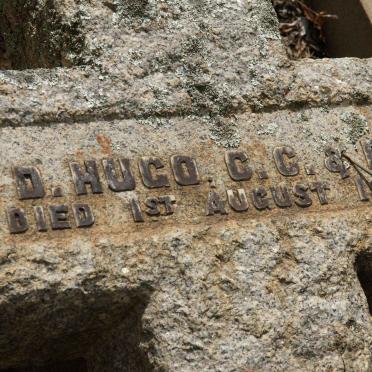 D. HUGO, C.C. &
DIED 1ST AUGUST